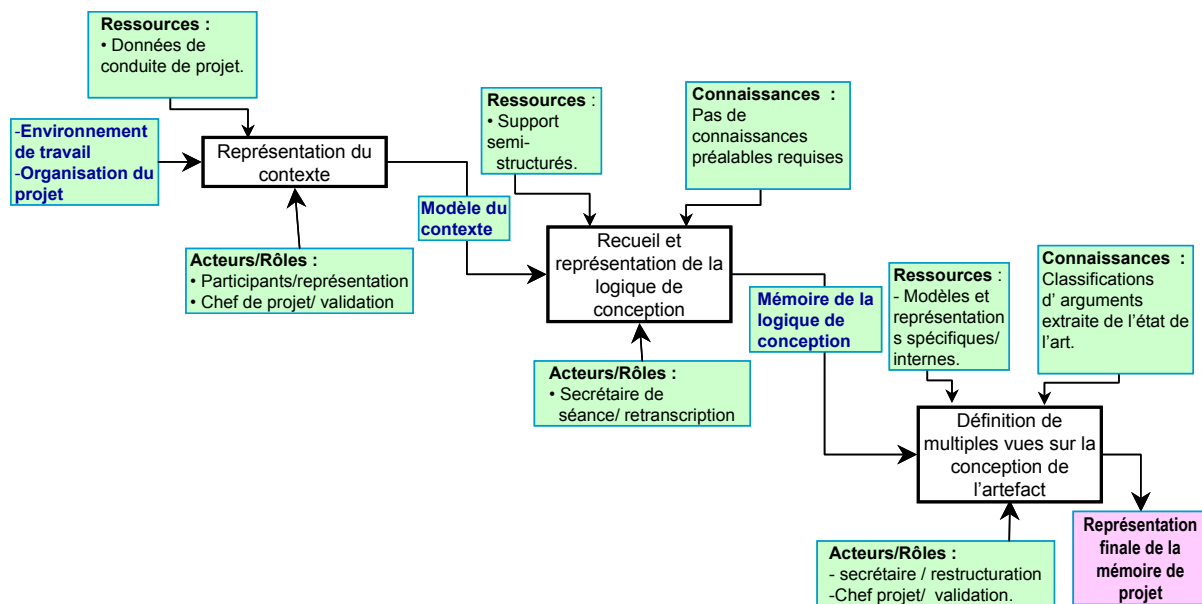 Ressources :
• Données de
conduite de projet.
-Environnement
de travail
-Organisation du
projet
Représentation du
contexte
Acteurs/Rôles :
• Participants/représentation
• Chef de projet/ validation
Modèle du
contexte
Ressources :
• Support
semi-
structurés.
Connaissances :
Pas de
connaissances
préalables requises
Recueil et
représentation de la
logique de
conception
Acteurs/Rôles :
• Secrétaire de
séance/ retranscription
Mémoire de la
logique de
conception
Ressources :
- Modèles et
représentation
s spécifiques/
internes.
Connaissances :
Classifications
d' arguments
extraite de l'état de
l'art.
Définition de
multiples vues sur la
conception de
l'artefact
Acteurs/Rôles :
- secrétaire / restructuration
-Chef projet/ validation.
Représentation
finale de la
mémoire de
projet